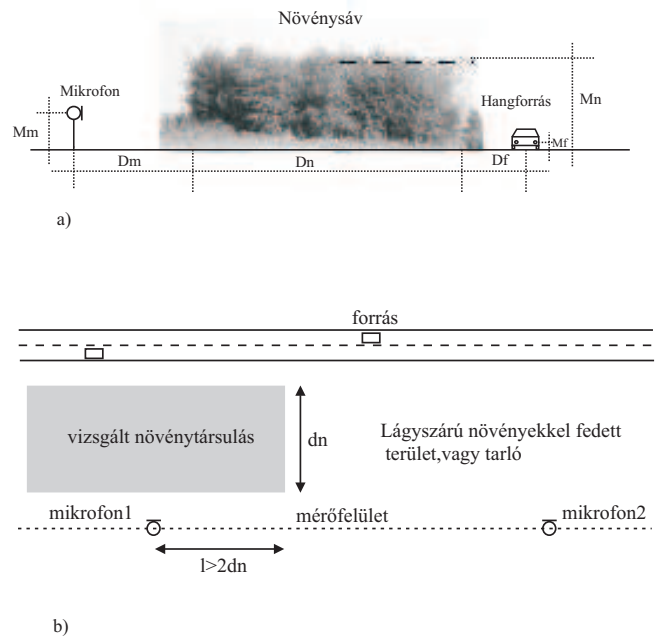 Növénysáv
Mikrofon
Hangforrás
Mn
Mm
Mf
Dm
Dn
Df
a)
forrás
vizsgált növénytársulás
dn
Lágyszárú növényekkel fedett
terület,vagy tarló
mikrofon1
mérőfelület
mikrofon2
l>2dn
b)